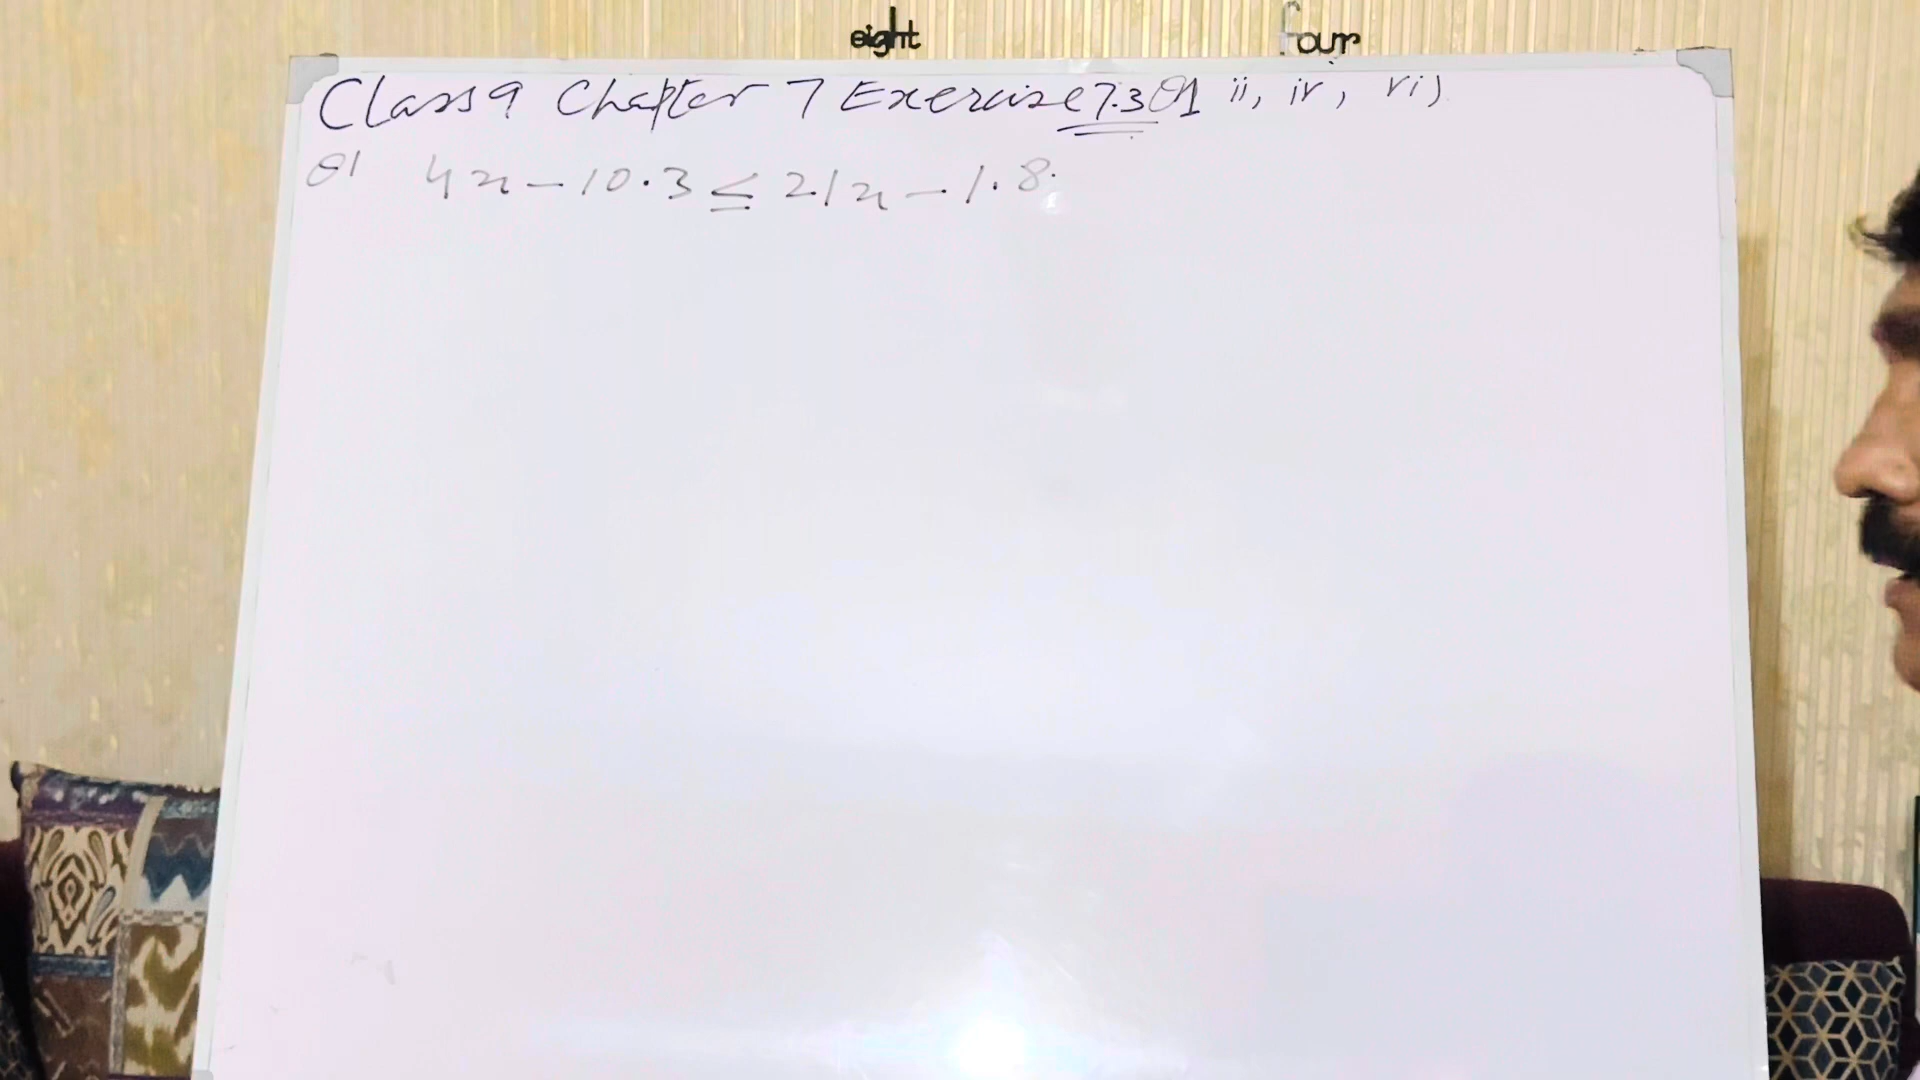 eight four
Class 9 Chapter 7 Exercise 7.3 Q1 ii, iv, vi)
Q1 4x - 10.3 ≤ 21x - 1.8.